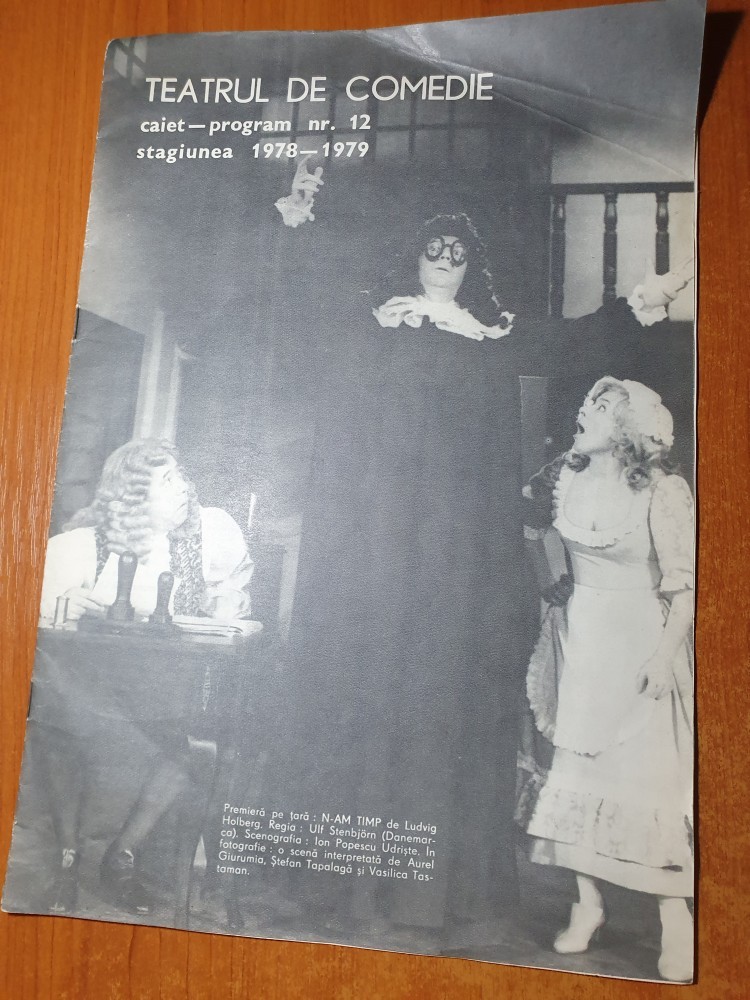 TEATRUL DE COMEDIE
caiet—program nr. 12
stagiunea 1978—1979
Premieră pe țară : N-AM TIMP de Ludvig
Holberg. Regia : Ulf Stenbjörn (Danemar-
ca). Scenografia : Ion Popescu Udriște. În
fotografie : o scenă interpretată de Aurel
Giurumia, Ștefan Tapalagă și Vasilica Tas-
taman.